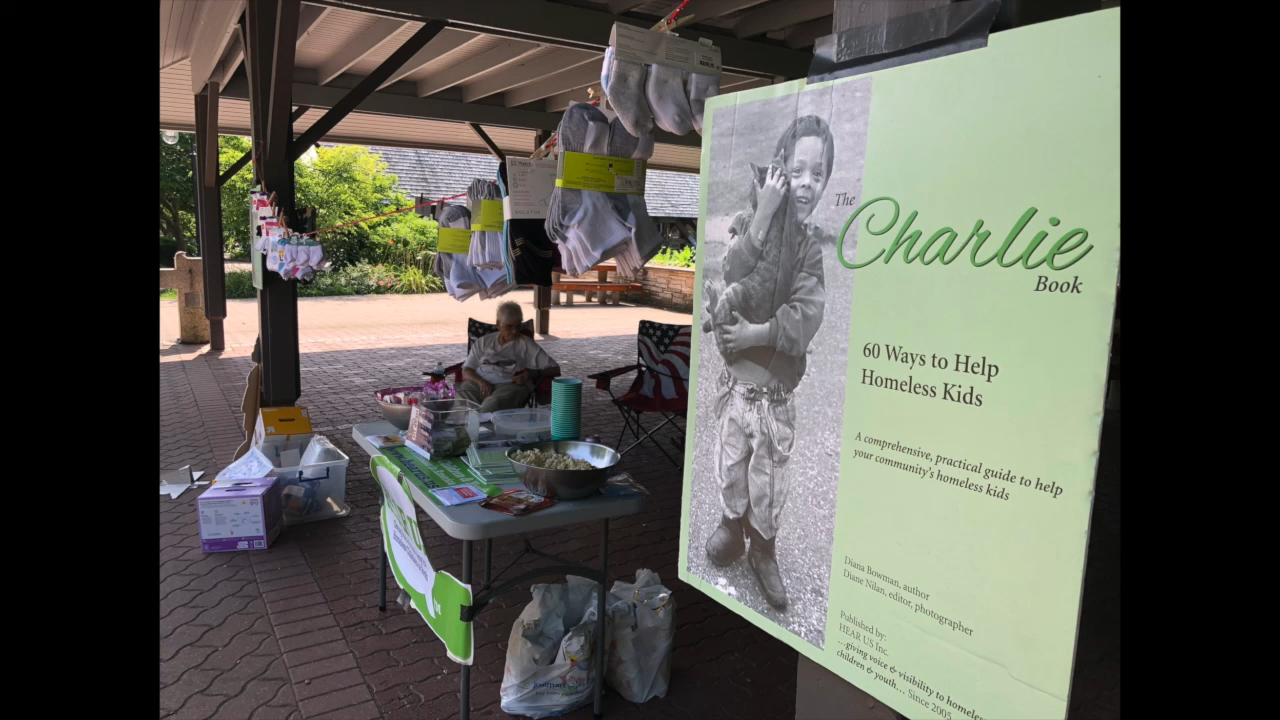 The
Charlie
Book
60 Ways to Help
Homeless Kids
A comprehensive, practical guide to help
your community's homeless kids
Diana Bowman, author
Diane Nilan, editor, photographer
Published by:
HEAR US Inc.
...giving voice & visibility to homeless
children & youth... Since 2005